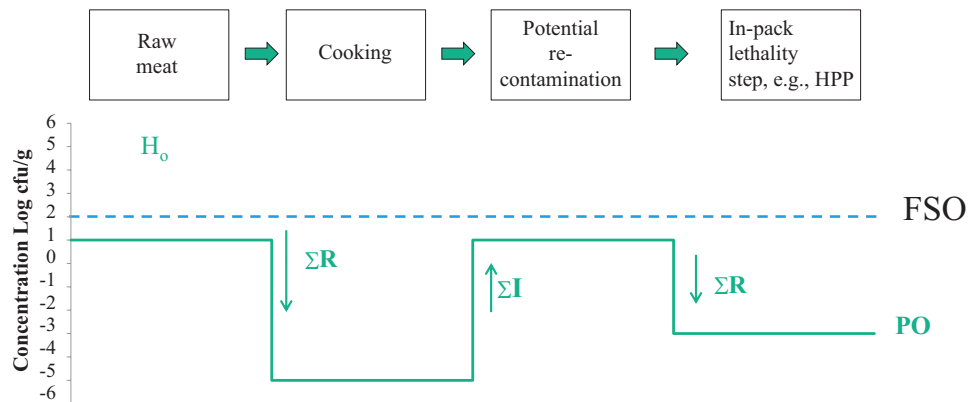 Raw
meat
Cooking
Potential
re-
contamination
In-pack
lethality
step, e.g., HPP
Concentration Log cfu/g
6
5
4
3
2
1
0
-1
-2
-3
-4
-5
-6
Hₒ
FSO
ΣR
ΣI
ΣR
PO